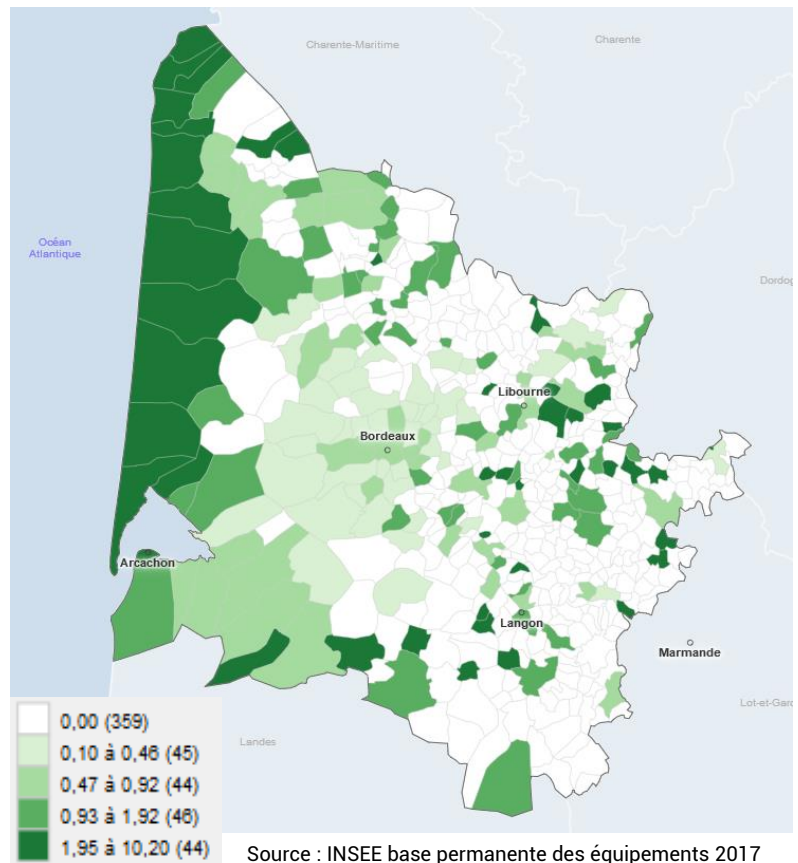 Charente-Maritime
Charente
Océan
Atlantique
Dordog
Libourne
Bordeaux
Arcachon
Langon
Marmande
Lot-et-Garo
Landes
0,00 (359)
0,10 à 0,46 (45)
0,47 à 0,92 (44)
0,93 à 1,92 (46)
1,95 à 10,20 (44)
Source : INSEE base permanente des équipements 2017